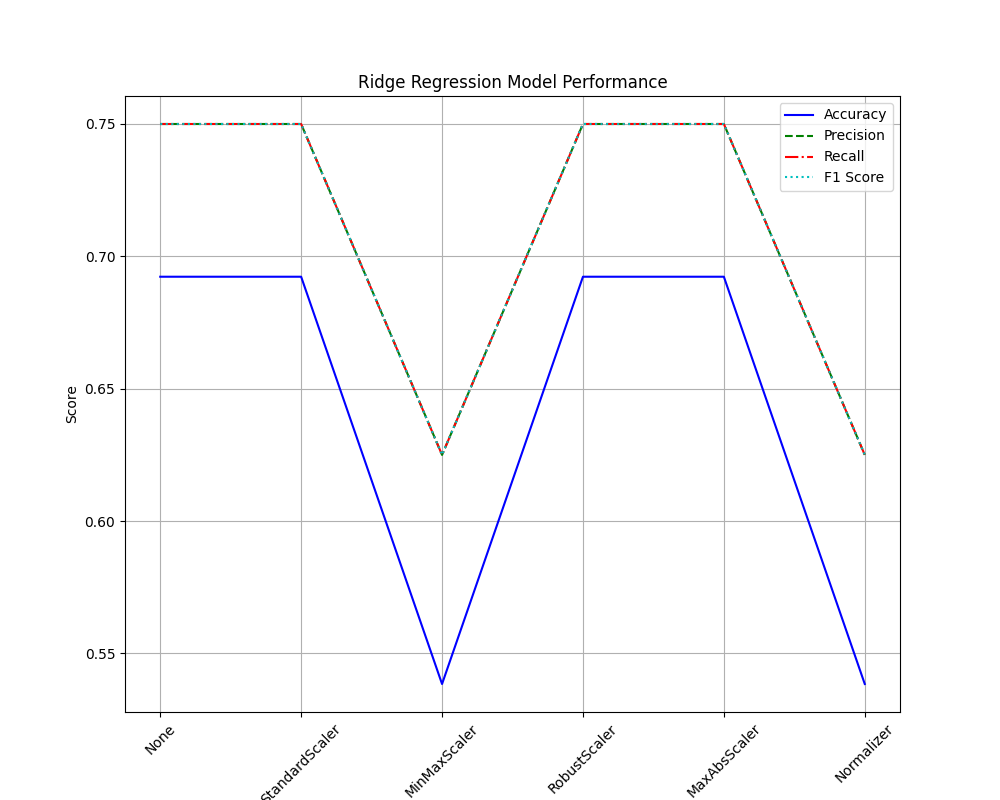 Ridge Regression Model Performance
Accuracy
Precision
Recall
F1 Score
Score
0.75
0.70
0.65
0.60
0.55
None
StandardScaler
MinMaxScaler
RobustScaler
MaxAbsScaler
Normalizer